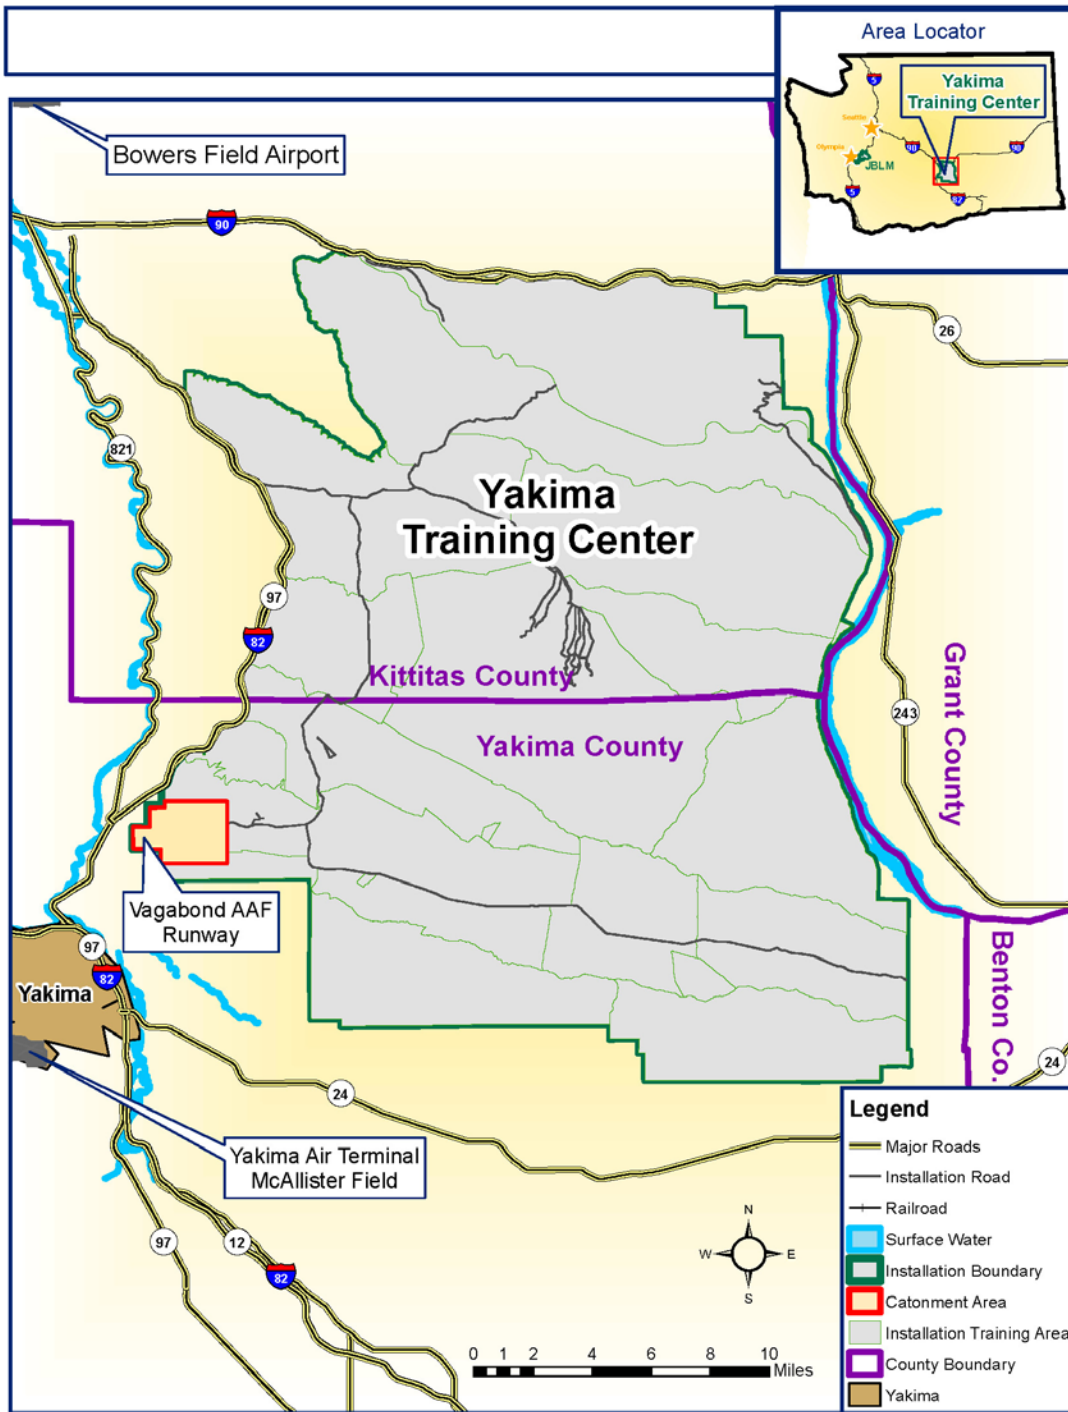 Area Locator
5
Yakima
Training Center
Seattle
Olympia
JBLM
90
90
5
82
Bowers Field Airport
90
26
821
Yakima
Training Center
97
82
Kittitas County
Yakima County
Grant County
243
Vagabond AAF
Runway
97
82
Yakima
Benton Co.
24
24
Yakima Air Terminal
McAllister Field
97
12
82
N
W
E
S
0 1 2 4 6 8 10
Miles
Legend
Major Roads
Installation Road
Railroad
Surface Water
Installation Boundary
Catonment Area
Installation Training Area
County Boundary
Yakima